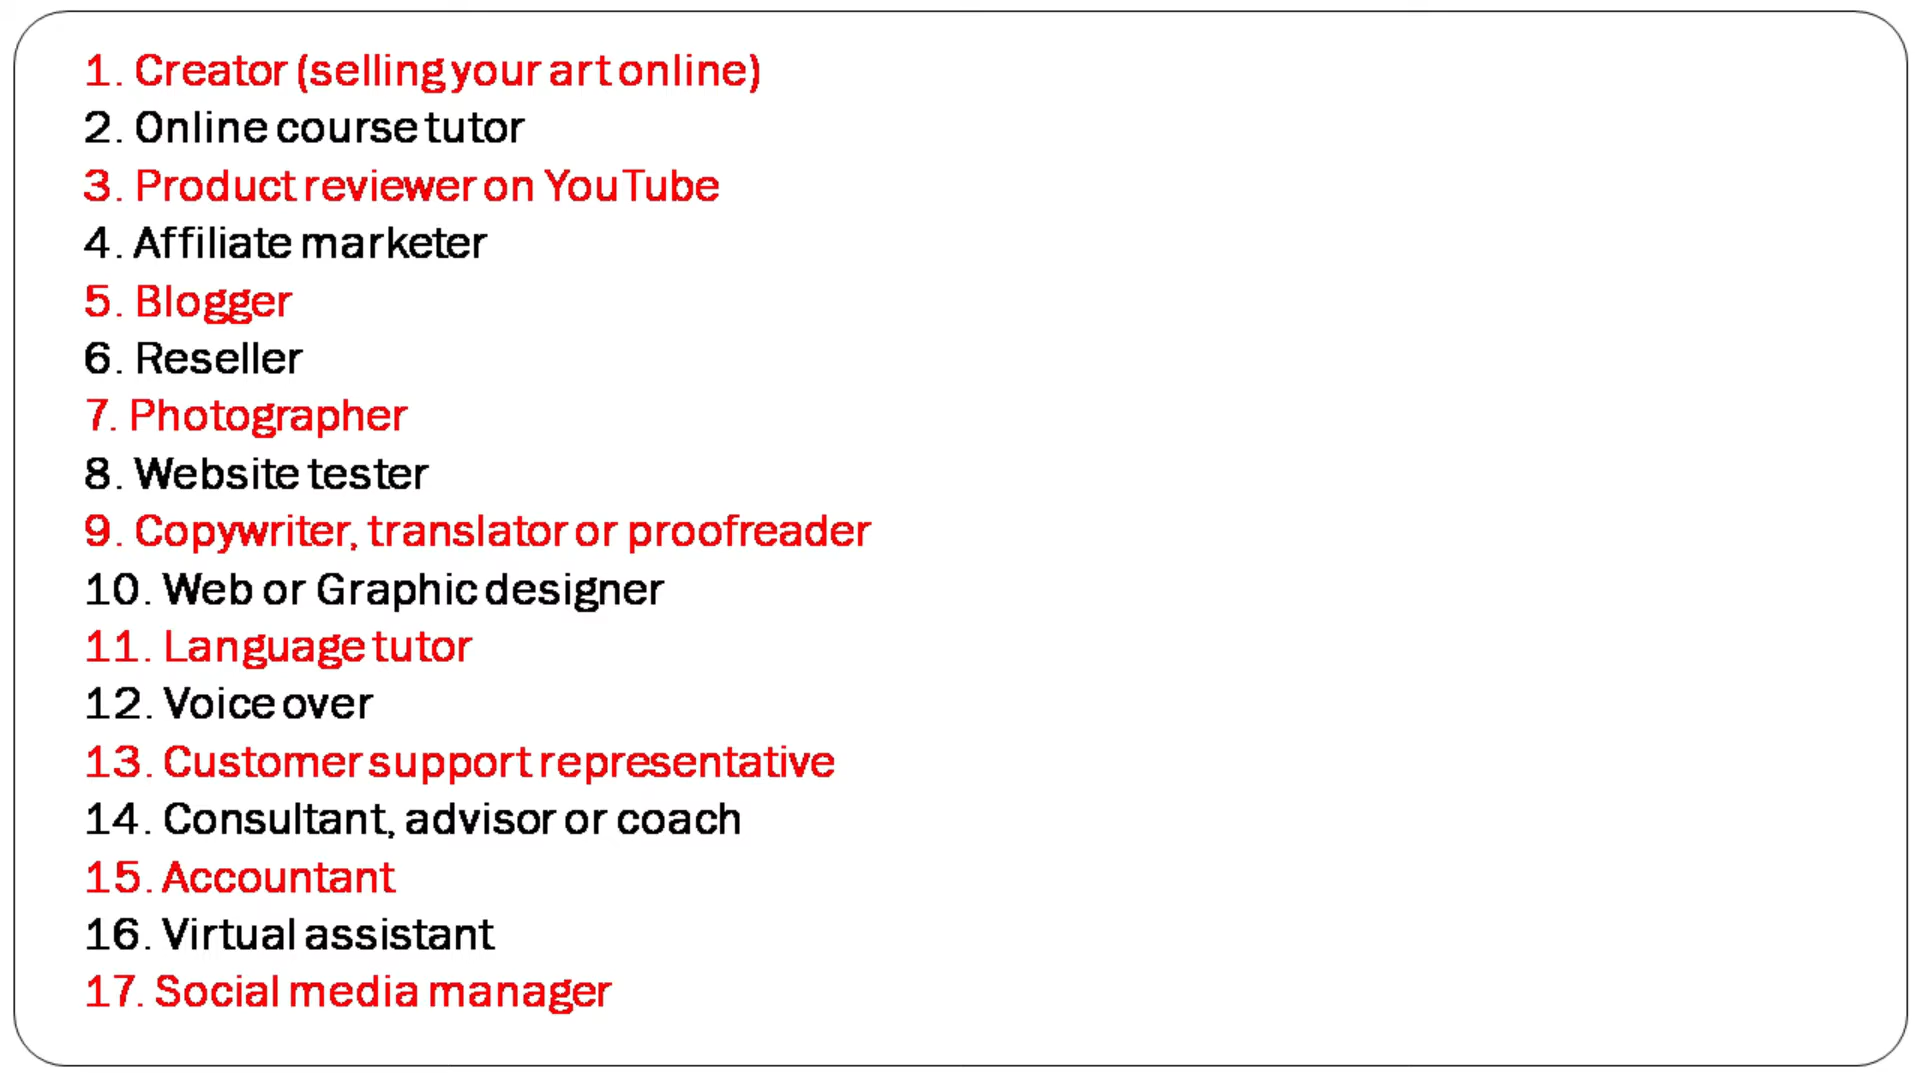 1. Creator (selling your art online)
2. Online course tutor
3. Product reviewer on YouTube
4. Affiliate marketer
5. Blogger
6. Reseller
7. Photographer
8. Website tester
9. Copywriter, translator or proofreader
10. Web or Graphic designer
11. Language tutor
12. Voice over
13. Customer support representative
14. Consultant, advisor or coach
15. Accountant
16. Virtual assistant
17. Social media manager